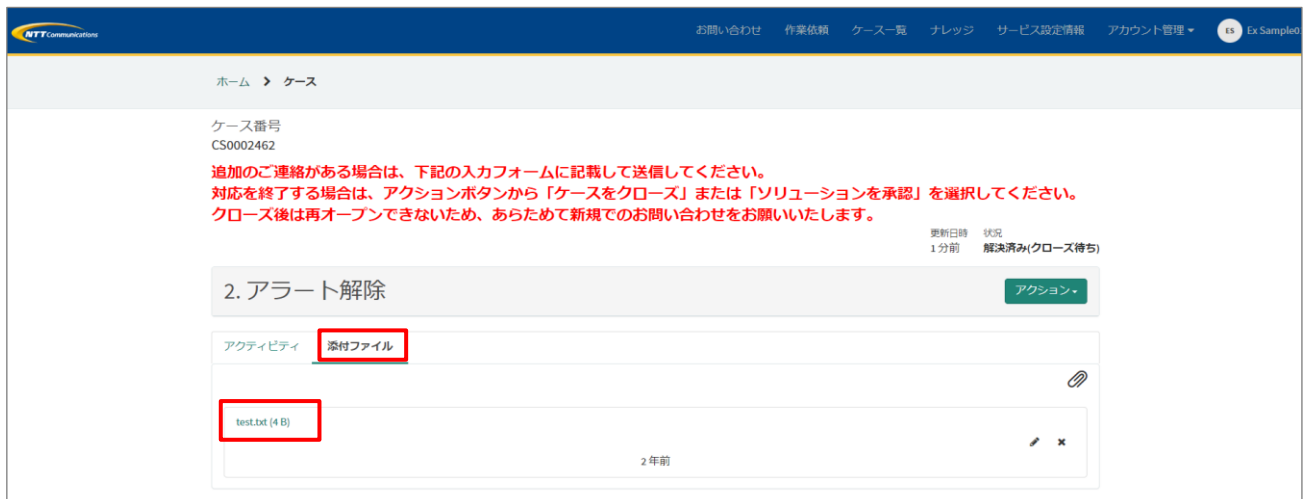 NTT Communications
お問い合わせ 作業依頼 ケース一覧 ナレッジ サービス設定情報 アカウント管理 ES Ex Sample0
ホーム > ケース
ケース番号
CS0002462
追加のご連絡がある場合は、下記の入力フォームに記載して送信してください。
対応を終了する場合は、アクションボタンから「ケースをクローズ」または「ソリューションを承認」を選択してください。
クローズ後は再オープンできないため、あらためて新規でのお問い合わせをお願いいたします。
更新日時 状況
1分前 解決済み(クローズ待ち)
2. アラート解除
アクション
アクティビティ 添付ファイル
test.txt (4 B)
2 年前